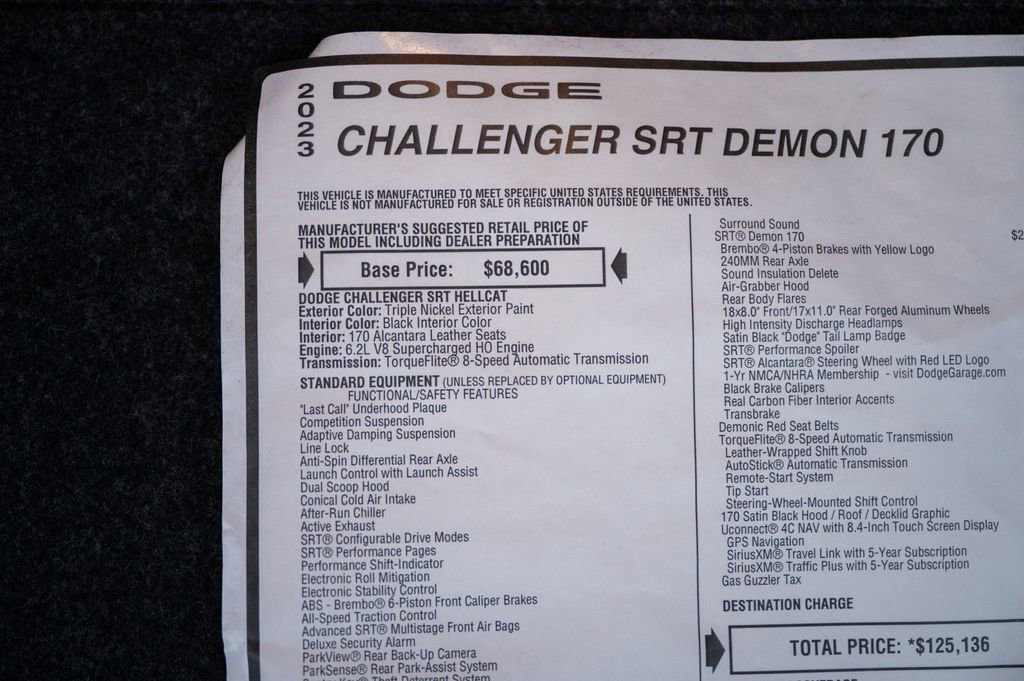 2023
DODGE
CHALLENGER SRT DEMON 170
THIS VEHICLE IS MANUFACTURED TO MEET SPECIFIC UNITED STATES REQUIREMENTS. THIS
VEHICLE IS NOT MANUFACTURED FOR SALE OR REGISTRATION OUTSIDE OF THE UNITED STATES.
MANUFACTURER'S SUGGESTED RETAIL PRICE OF
THIS MODEL INCLUDING DEALER PREPARATION
Base Price: $68,600
DODGE CHALLENGER SRT HELLCAT
Exterior Color: Triple Nickel Exterior Paint
Interior Color: Black Interior Color
Interior: 170 Alcantara Leather Seats
Engine: 6.2L V8 Supercharged HO Engine
Transmission: TorqueFlite® 8-Speed Automatic Transmission
STANDARD EQUIPMENT (UNLESS REPLACED BY OPTIONAL EQUIPMENT)
FUNCTIONAL/SAFETY FEATURES
"Last Call" Underhood Plaque
Competition Suspension
Adaptive Damping Suspension
Line Lock
Anti-Spin Differential Rear Axle
Launch Control with Launch Assist
Dual Scoop Hood
Conical Cold Air Intake
After-Run Chiller
Active Exhaust
SRT® Configurable Drive Modes
SRT® Performance Pages
Performance Shift-Indicator
Electronic Roll Mitigation
Electronic Stability Control
ABS - Brembo® 6-Piston Front Caliper Brakes
All-Speed Traction Control
Advanced SRT® Multistage Front Air Bags
Deluxe Security Alarm
ParkView® Rear Back-Up Camera
ParkSense® Rear Park-Assist System
Surround Sound
SRT® Demon 170 $2
Brembo® 4-Piston Brakes with Yellow Logo
240MM Rear Axle
Sound Insulation Delete
Air-Grabber Hood
Rear Body Flares
18x8.0" Front/17x11.0" Rear Forged Aluminum Wheels
High Intensity Discharge Headlamps
Satin Black "Dodge" Tail Lamp Badge
SRT® Performance Spoiler
SRT® Alcantara® Steering Wheel with Red LED Logo
1-Yr NMCA/NHRA Membership - visit DodgeGarage.com
Black Brake Calipers
Real Carbon Fiber Interior Accents
Transbrake
Demonic Red Seat Belts
TorqueFlite® 8-Speed Automatic Transmission
Leather-Wrapped Shift Knob
AutoStick® Automatic Transmission
Remote-Start System
Tip Start
Steering-Wheel-Mounted Shift Control
170 Satin Black Hood / Roof / Decklid Graphic
Uconnect® 4C NAV with 8.4-Inch Touch Screen Display
GPS Navigation
SiriusXM® Travel Link with 5-Year Subscription
SiriusXM® Traffic Plus with 5-Year Subscription
Gas Guzzler Tax
DESTINATION CHARGE
TOTAL PRICE: *$125,136